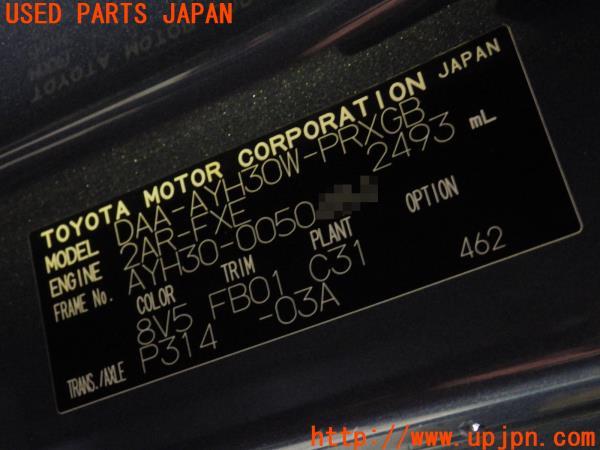 USED PARTS JAPAN
TOYOTA MOTOR CORPORATION JAPAN
MODEL DAA-AYH30W-PRXGB
ENGINE 2AR-FXE 2493 mL
FRAME No. AYH30-0050
COLOR TRIM PLANT OPTION
8V5 FB01 C31 462
TRANS./AXLE P314 -03A
http://www.upjpn.com